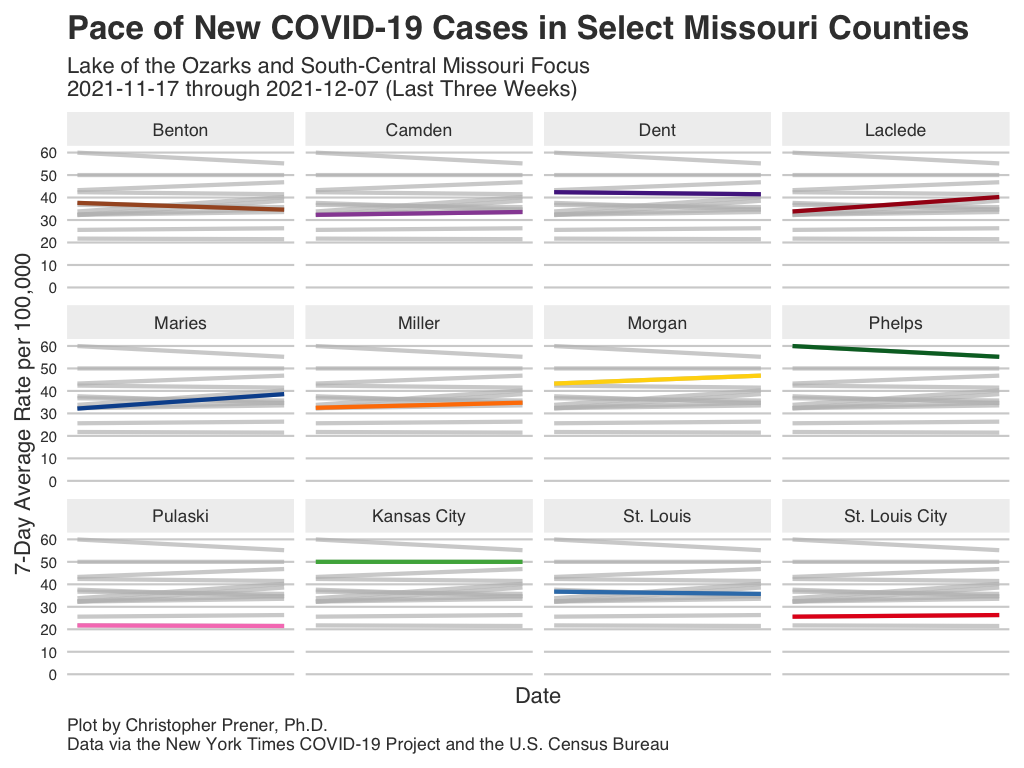 Pace of New COVID-19 Cases in Select Missouri Counties
Lake of the Ozarks and South-Central Missouri Focus
2021-11-17 through 2021-12-07 (Last Three Weeks)
7-Day Average Rate per 100,000
Benton Camden Dent Laclede
60
50
40
30
20
10
0
Maries Miller Morgan Phelps
60
50
40
30
20
10
0
Pulaski Kansas City St. Louis St. Louis City
60
50
40
30
20
10
0
Date
Plot by Christopher Prener, Ph.D.
Data via the New York Times COVID-19 Project and the U.S. Census Bureau